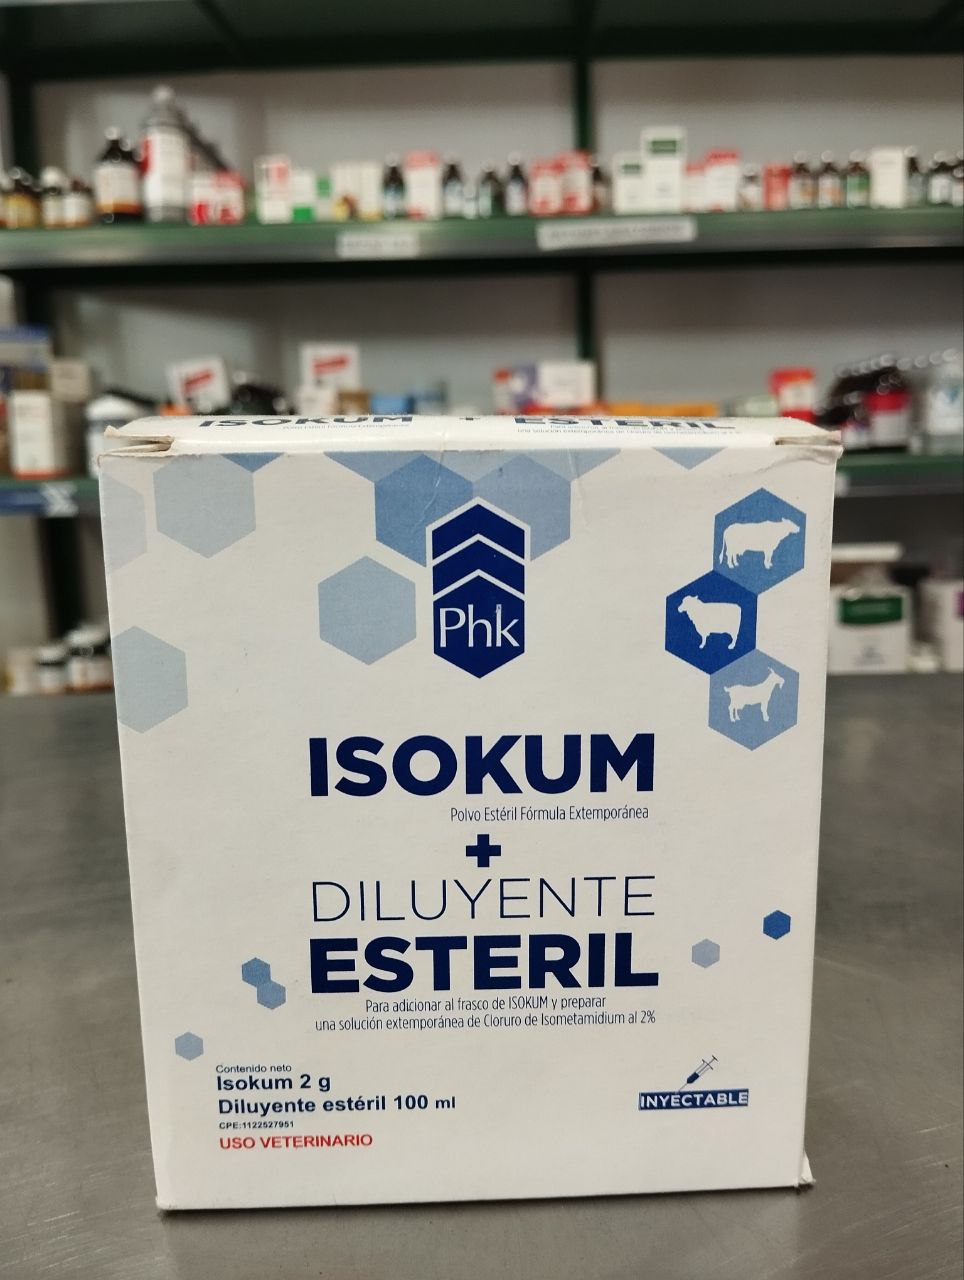 ISOKUM + ESTERIL
Phk
ISOKUM
Polvo Estéril Fórmula Extemporánea
+
DILUYENTE
ESTERIL
Para adicionar al frasco de ISOKUM y preparar
una solución extemporánea de Cloruro de Isometamidium al 2%
Contenido neto
Isokum 2 g
Diluyente estéril 100 ml
CPE:1122527951
USO VETERINARIO
INYECTABLE